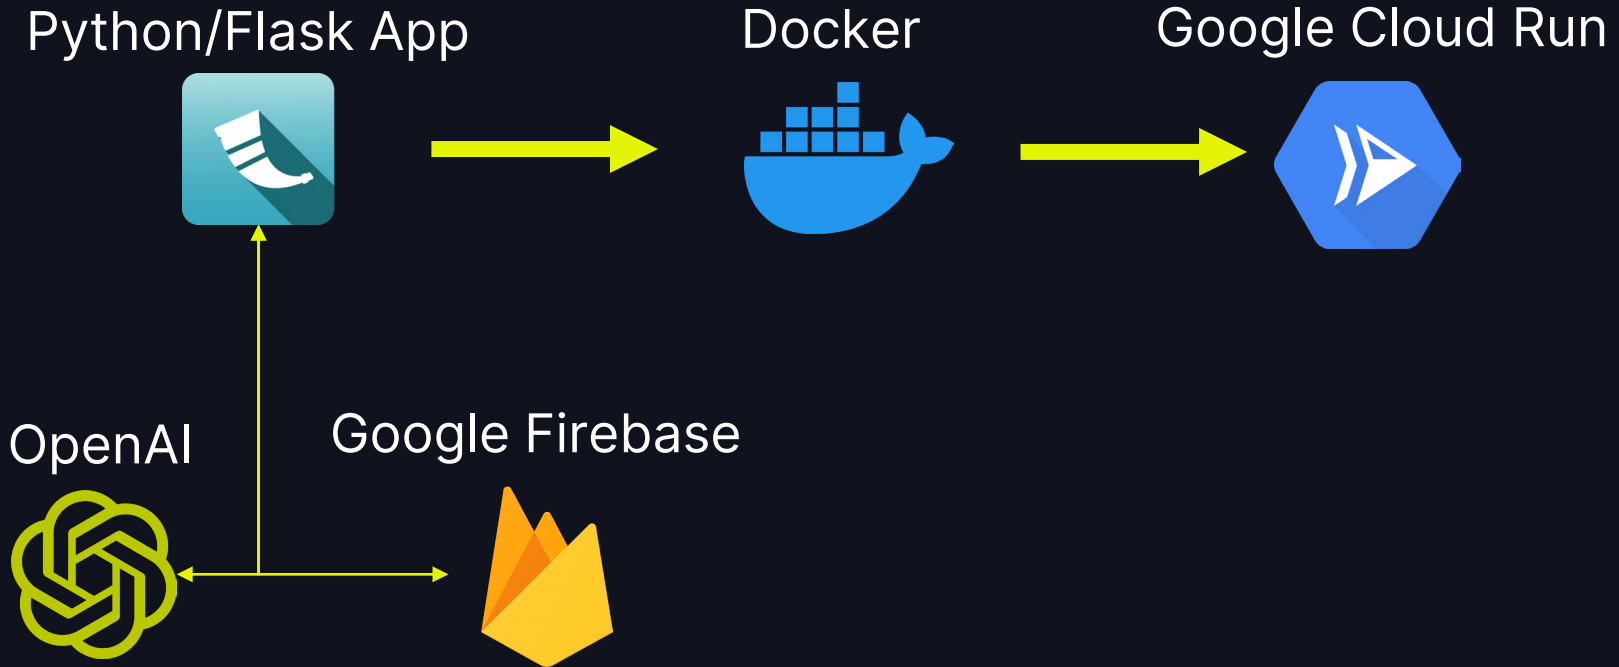 Python/Flask App
Docker
Google Cloud Run
OpenAI
Google Firebase